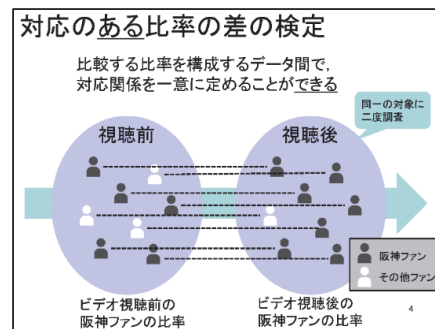 対応のある比率の差の検定
比較する比率を構成するデータ間で,
対応関係を一意に定めることができる
同一の対象に
二度調査
視聴前
視聴後
阪神ファン
その他ファン
ビデオ視聴前の
阪神ファンの比率
ビデオ視聴後の
阪神ファンの比率
4